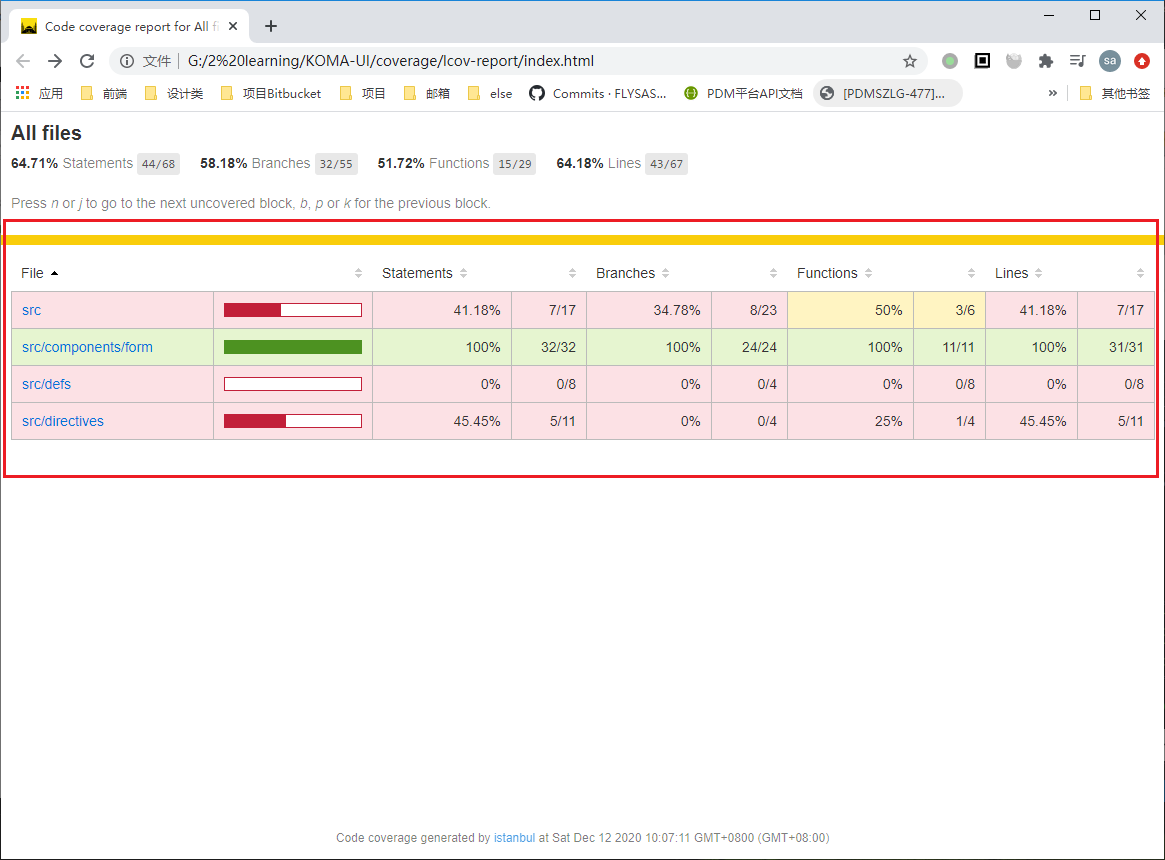 Code coverage report for All fi
文件 G:/2%20learning/KOMA-UI/coverage/lcov-report/index.html sa
应用 前端 设计类 项目Bitbucket 项目 邮箱 else Commits · FLYSAS... PDM平台API文档 [PDMSZLG-477]... » 其他书签
All files
64.71% Statements 44/68 58.18% Branches 32/55 51.72% Functions 15/29 64.18% Lines 43/67
Press n or j to go to the next uncovered block, b, p or k for the previous block.
File Statements Branches Functions Lines
src 41.18% 7/17 34.78% 8/23 50% 3/6 41.18% 7/17
src/components/form 100% 32/32 100% 24/24 100% 11/11 100% 31/31
src/defs 0% 0/8 0% 0/4 0% 0/8 0% 0/8
src/directives 45.45% 5/11 0% 0/4 25% 1/4 45.45% 5/11
Code coverage generated by istanbul at Sat Dec 12 2020 10:07:11 GMT+0800 (GMT+08:00)